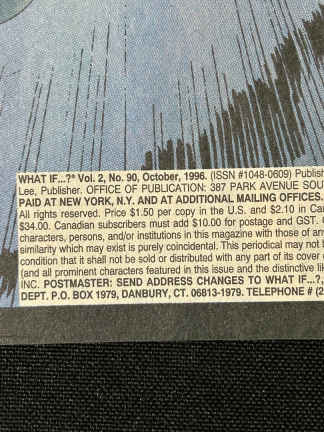 WHAT IF...?® Vol. 2, No. 90, October, 1996. (ISSN #1048-0609) Publish
Lee, Publisher. OFFICE OF PUBLICATION: 387 PARK AVENUE SOU
PAID AT NEW YORK, N.Y. AND AT ADDITIONAL MAILING OFFICES.
All rights reserved. Price $1.50 per copy in the U.S. and $2.10 in Can
$34.00. Canadian subscribers must add $10.00 for postage and GST.
characters, persons, and/or institutions in this magazine with those of an
similarity which may exist is purely coincidental. This periodical may not
condition that it shall not be sold or distributed with any part of its cover
(and all prominent characters featured in this issue and the distinctive lik
INC. POSTMASTER: SEND ADDRESS CHANGES TO WHAT IF...?,
DEPT. P.O. BOX 1979, DANBURY, CT. 06813-1979. TELEPHONE # (2